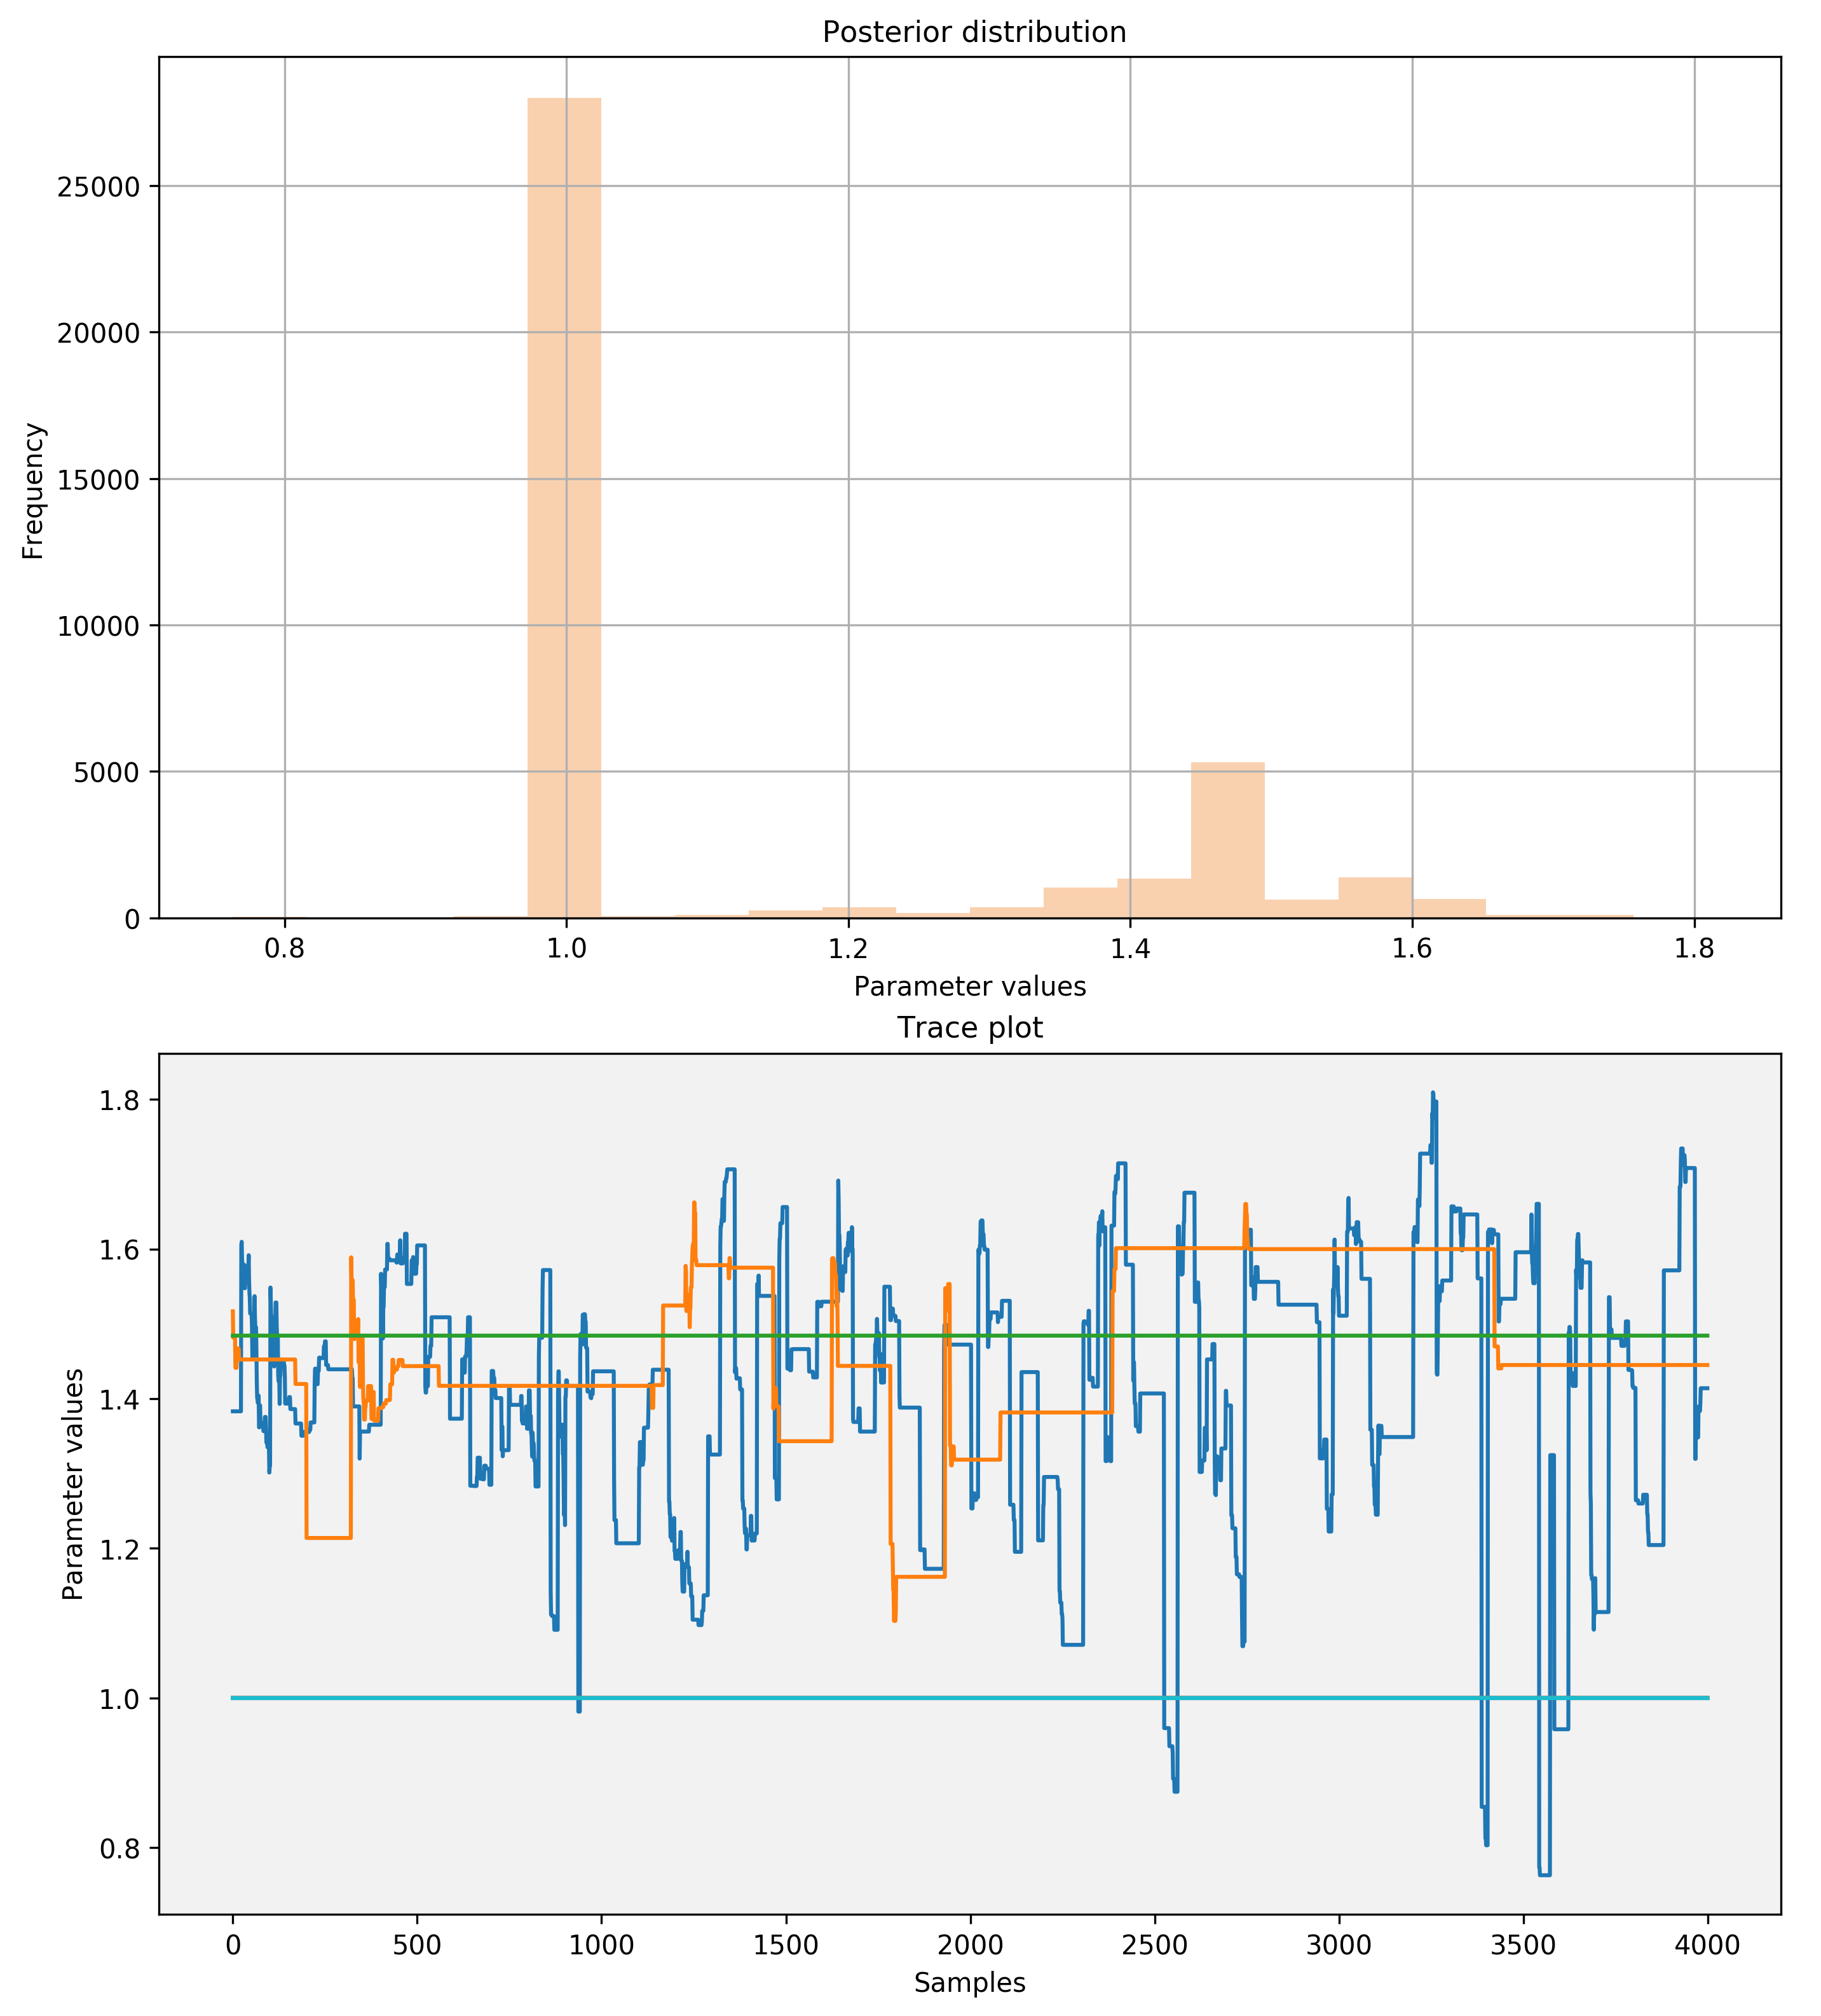 Posterior distribution
Frequency
25000
20000
15000
10000
5000
0
0.8 1.0 1.2 1.4 1.6 1.8
Parameter values
Trace plot
Parameter values
1.8
1.6
1.4
1.2
1.0
0.8
0 500 1000 1500 2000 2500 3000 3500 4000
Samples